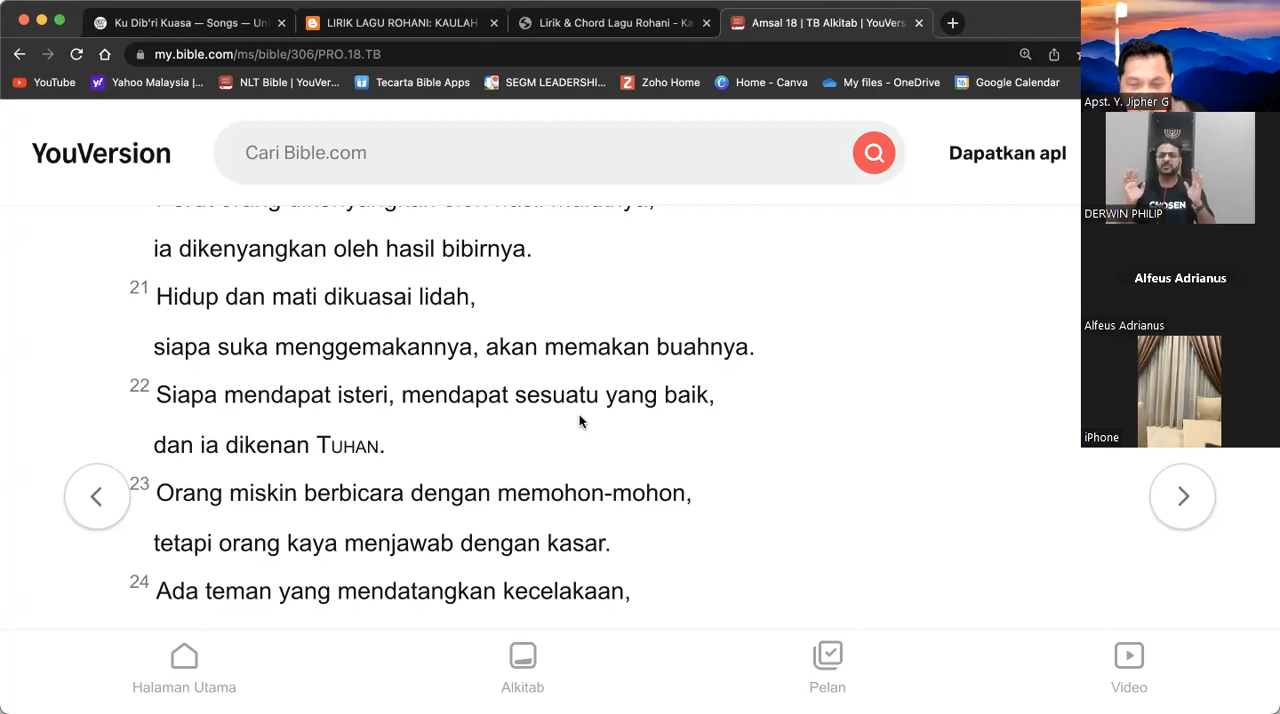 Ku Dib'ri Kuasa — Songs — Un
LIRIK LAGU ROHANI: KAULAH
Lirik & Chord Lagu Rohani - Ka
Amsal 18 | TB Alkitab | YouVers
my.bible.com/ms/bible/306/PRO.18.TB
YouTube
Yahoo Malaysia |...
NLT Bible | YouVer...
Tecarta Bible Apps
SEGM LEADERSHI...
Zoho Home
Home - Canva
My files - OneDrive
Google Calendar
YouVersion
Cari Bible.com
Dapatkan apl
ia dikenyangkan oleh hasil bibirnya.
21 Hidup dan mati dikuasai lidah,
siapa suka menggemakannya, akan memakan buahnya.
22 Siapa mendapat isteri, mendapat sesuatu yang baik,
dan ia dikenan TUHAN.
23 Orang miskin berbicara dengan memohon-mohon,
tetapi orang kaya menjawab dengan kasar.
24 Ada teman yang mendatangkan kecelakaan,
Halaman Utama
Alkitab
Pelan
Video
Apst. Y. Jipher G
CHOSEN
DERWIN PHILIP
Alfeus Adrianus
Alfeus Adrianus
iPhone